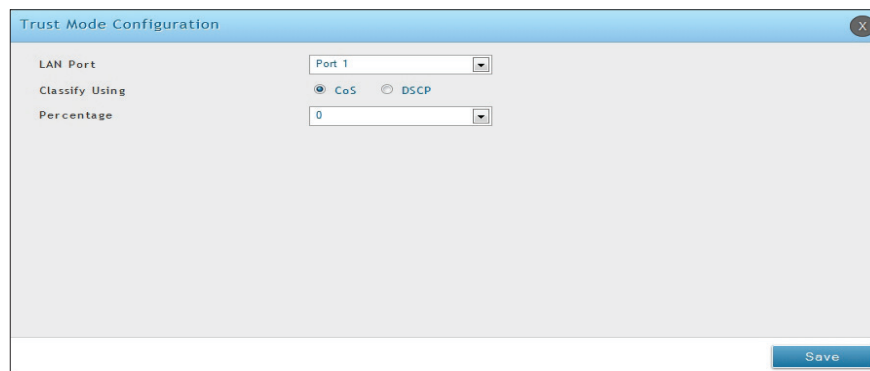 Trust Mode Configuration
X
LAN Port Port 1
Classify Using CoS DSCP
Percentage 0
Save